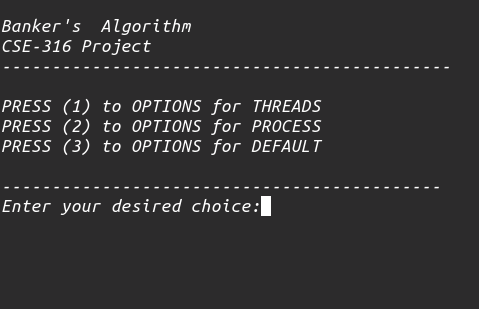 Banker's  Algorithm
CSE-316 Project
---------------------------------------------
PRESS (1) to OPTIONS for THREADS
PRESS (2) to OPTIONS for PROCESS
PRESS (3) to OPTIONS for DEFAULT
--------------------------------------------
Enter your desired choice: